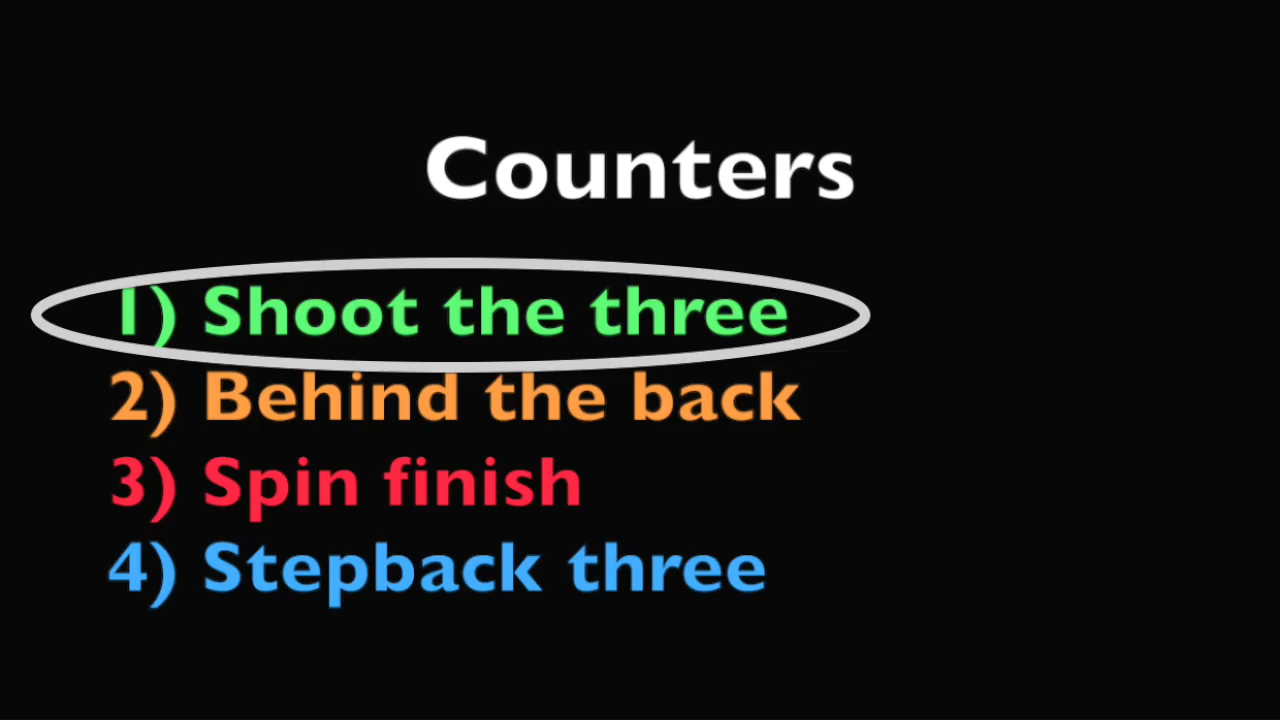 Counters
1) Shoot the three
2) Behind the back
3) Spin finish
4) Stepback three